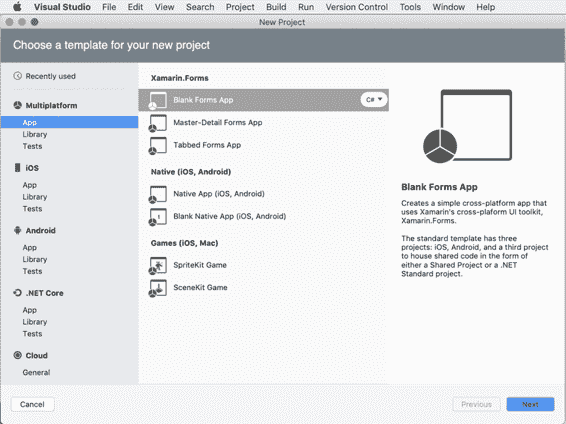 Visual Studio File Edit View Search Project Build Run Version Control Tools Window Help
New Project
Choose a template for your new project
Recently used
Multiplatform
App
Library
Tests
iOS
App
Library
Tests
Android
App
Library
Tests
.NET Core
App
Library
Tests
Cloud
General
Xamarin.Forms
Blank Forms App C#
Master-Detail Forms App
Tabbed Forms App
Native (iOS, Android)
Native App (iOS, Android)
Blank Native App (iOS, Android)
Games (iOS, Mac)
SpriteKit Game
SceneKit Game
Blank Forms App
Creates a simple cross-platform app that
uses Xamarin's cross-plaform UI toolkit,
Xamarin.Forms.
The standard template has three
projects: iOS, Android, and a third project
to house shared code in the form of
either a Shared Project or a .NET
Standard project.
Cancel Previous Next